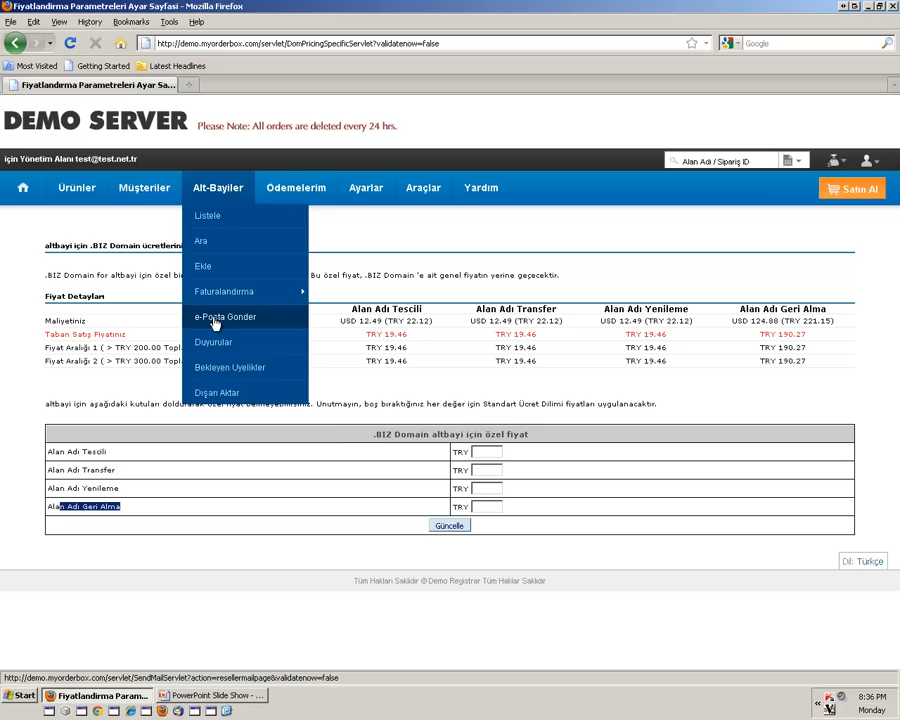 Fiyatlandırma Parametreleri Ayar Sayfasi - Mozilla Firefox
File Edit View History Bookmarks Tools Help
http://demo.myorderbox.com/servlet/DomPricingSpecificServlet?validatenow=false
Google
Most Visited Getting Started Latest Headlines
Fiyatlandırma Parametreleri Ayar Sa...
DEMO SERVER Please Note: All orders are deleted every 24 hrs.
için Yönetim Alanı test@test.net.tr
Alan Adı / Sipariş ID
Ürünler Müşteriler Alt-Bayiler Ödemelerim Ayarlar Araçlar Yardım
Satın Al
Listele
Ara
Ekle
Faturalandırma
e-Posta Gonder
Duyurular
Bekleyen Uyelikler
Dışarı Aktar
altbayi için .BIZ Domain ücretlerini
.BIZ Domain for altbayi için özel bi Bu özel fiyat, .BIZ Domain 'e ait genel fiyatın yerine geçecektir.
Fiyat Detayları
Alan Adı Tescili Alan Adı Transfer Alan Adı Yenileme Alan Adı Geri Alma
Maliyetiniz USD 12.49 (TRY 22.12) USD 12.49 (TRY 22.12) USD 12.49 (TRY 22.12) USD 124.88 (TRY 221.15)
Taban Satış Fiyatınız TRY 19.46 TRY 19.46 TRY 19.46 TRY 190.27
Fiyat Aralığı 1 ( > TRY 200.00 Topl TRY 19.46 TRY 19.46 TRY 19.46 TRY 190.27
Fiyat Aralığı 2 ( > TRY 300.00 Topl TRY 19.46 TRY 19.46 TRY 19.46 TRY 190.27
altbayi için aşağıdaki kutuları doldurarak özel fiyat belirleyebilirsiniz. Unutmayın, boş bıraktığınız her değer için Standart Ücret Dilimi fiyatları uygulanacaktır.
.BIZ Domain altbayi için özel fiyat
Alan Adı Tescili TRY
Alan Adı Transfer TRY
Alan Adı Yenileme TRY
Alan Adı Geri Alma TRY
Güncelle
Dil: Türkçe
Tüm Hakları Saklıdır © Demo Registrar Tüm Haklar Saklıdır
http://demo.myorderbox.com/servlet/SendMailServlet?action=resellermailpage&validatenow=false
Start Fiyatlandırma Param... PowerPoint Slide Show - ...
8:36 PM
Monday